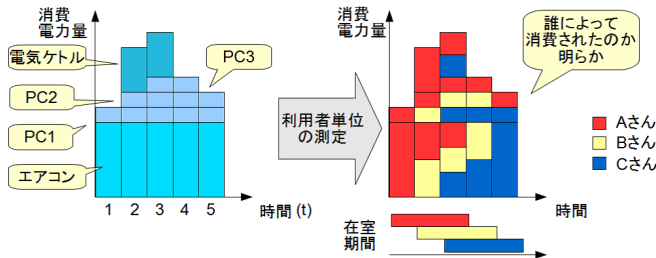 消費
電力量
電気ケトル
PC3
PC2
PC1
エアコン
1 2 3 4 5
時間 (t)
利用者単位
の測定
消費
電力量
誰によって
消費されたのか
明らか
Aさん
Bさん
Cさん
時間
在室
期間